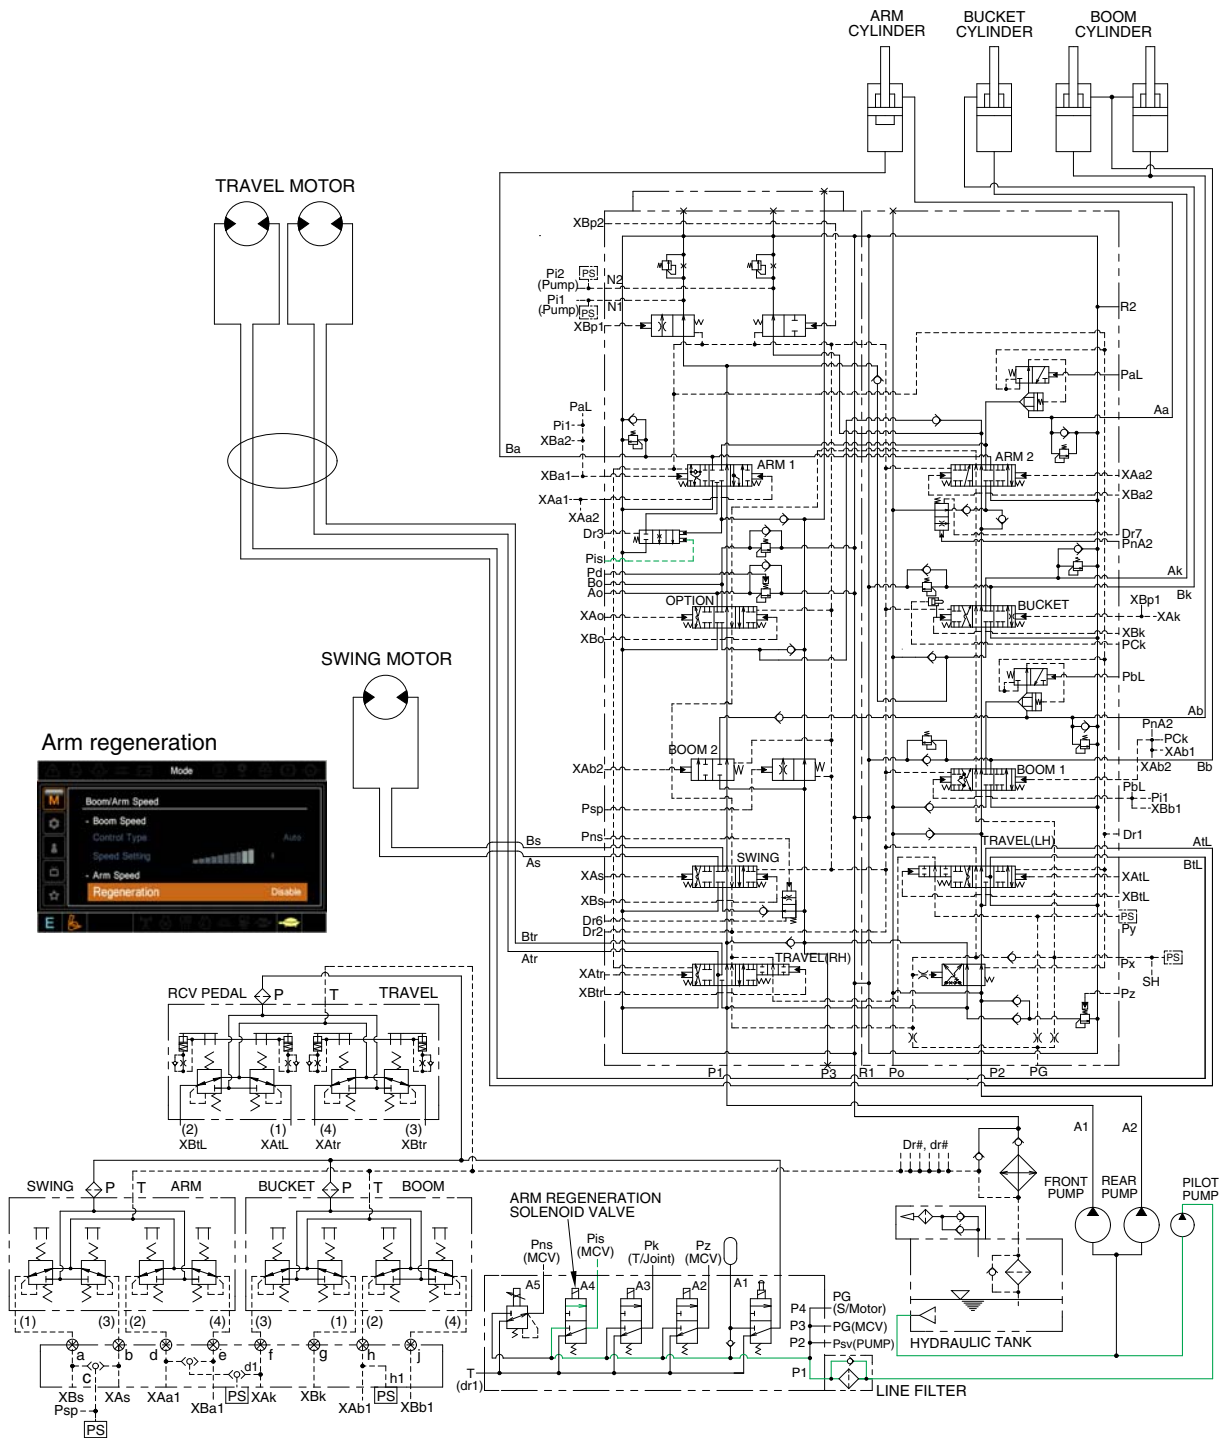 ARM
CYLINDER
BUCKET
CYLINDER
BOOM
CYLINDER
TRAVEL MOTOR
XBp2
Pi2
(Pump)
PS
N2
Pi1
(Pump)
PS
N1
XBp1
R2
PaL
Aa
PaL
Pi1
XBa2
Ba
XBa1
ARM 1
ARM 2
XAa2
XBa2
XAa1
XAa2
Dr3
Dr7
PnA2
Pis
Pd
Bo
Ao
Ak
Bk
OPTION
BUCKET
XBp1
XAo
XAk
XBo
XBk
PCk
SWING MOTOR
PbL
Ab
PnA2
PCk
XAb1
XAb2
Bb
Arm regeneration
Mode
M
Boom/Arm Speed
- Boom Speed
Control Type
Auto
Speed Setting
- Arm Speed
Regeneration
Disable
E
BOOM 2
XAb2
BOOM 1
PbL
Pi1
XBb1
Psp
Pns
Dr1
Bs
As
SWING
TRAVEL(LH)
AtL
BtL
XAs
XAtL
XBs
XBtL
Dr6
Dr2
PS
Py
Btr
Atr
TRAVEL(RH)
XAtr
XBtr
Px
PS
SH
Pz
RCV PEDAL
P
T
TRAVEL
P1
P3
R1
Po
P2
PG
(2)
XBtL
(1)
XAtL
(4)
XAtr
(3)
XBtr
A1
A2
Dr#, dr#
FRONT
PUMP
REAR
PUMP
PILOT
PUMP
SWING
P
T
ARM
BUCKET
P
T
BOOM
ARM REGENERATION
SOLENOID VALVE
Pns
(MCV)
Pis
(MCV)
Pk
(T/Joint)
Pz
(MCV)
A5
A4
A3
A2
A1
P4
PG
(S/Motor)
P3
PG(MCV)
P2
Psv(PUMP)
P1
T
(dr1)
LINE FILTER
HYDRAULIC TANK
(1)
(3)
(2)
(4)
(3)
(1)
(2)
(4)
a
b
d
e
f
g
h
j
c
d1
h1
XBs
XAs
XAa1
XBa1
PS
XAk
XBk
XAb1
PS
XBb1
Psp
PS